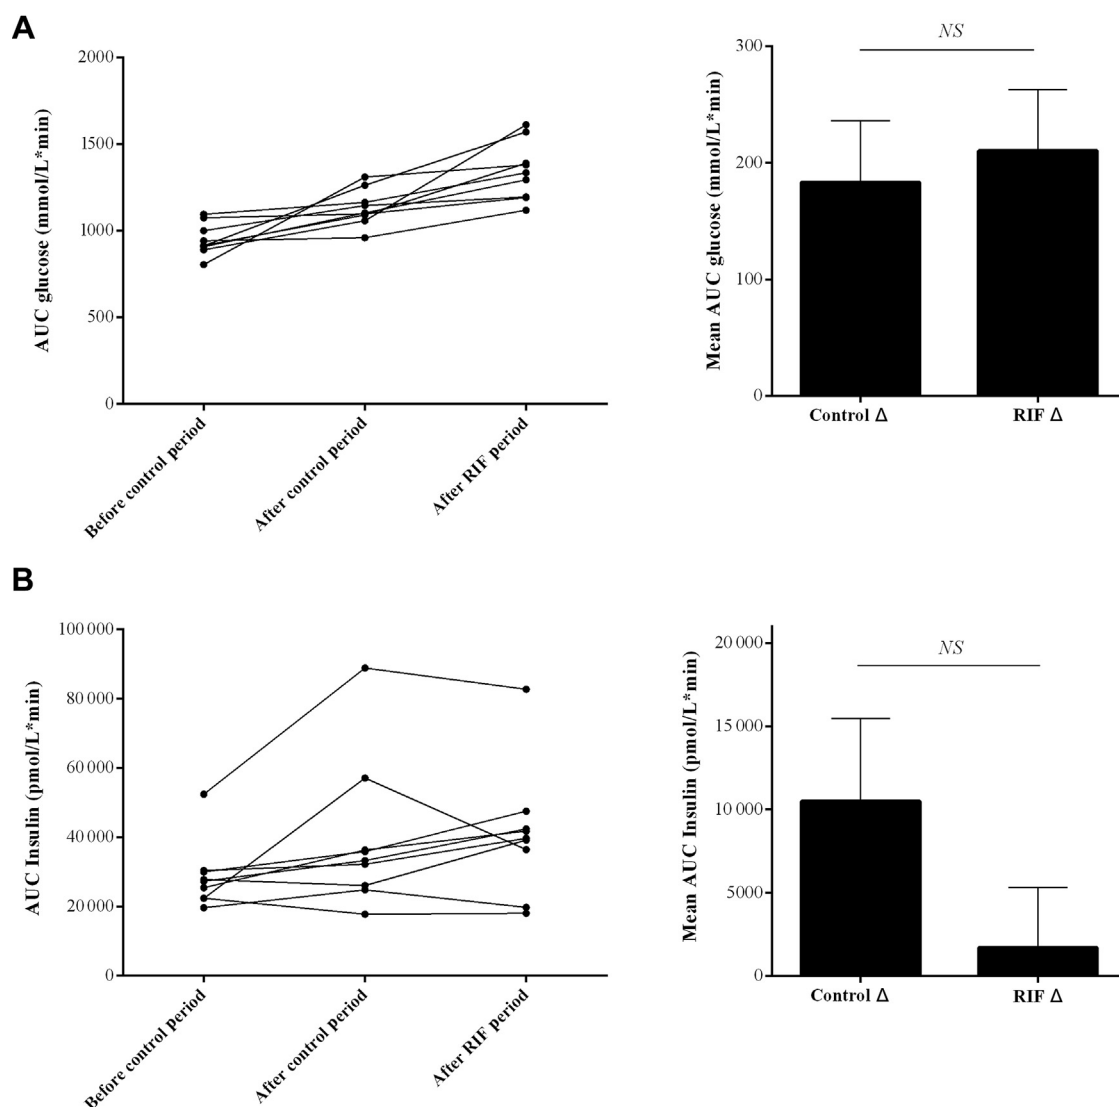 A
AUC glucose (mmol/L*min)
2000
1500
1000
500
0
Before control period
After control period
After RIF period
Mean AUC glucose (mmol/L*min)
300
200
100
0
NS
Control Δ
RIF Δ
B
AUC Insulin (pmol/L*min)
100 000
80 000
60 000
40 000
20 000
0
Before control period
After control period
After RIF period
Mean AUC Insulin (pmol/L*min)
20 000
15 000
10 000
5000
0
NS
Control Δ
RIF Δ